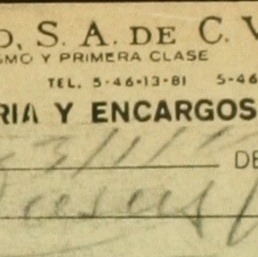 O, S. A. DE C. V
SMO Y PRIMERA CLASE
TEL. 5-46-13-81 5-46
RIA Y ENCARGOS
DE